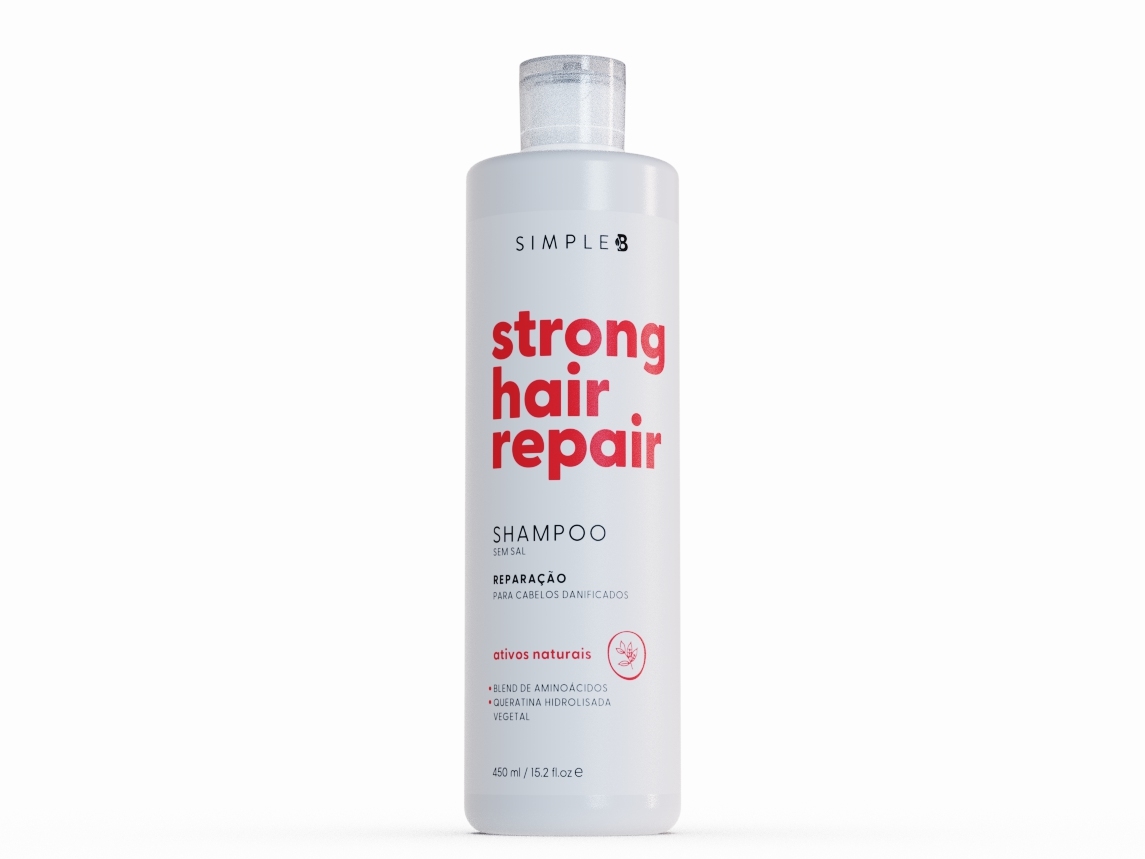 SIMPLEB
strong
hair
repair
SHAMPOO
SEM SAL
REPARAÇÃO
PARA CABELOS DANIFICADOS
ativos naturais
• BLEND DE AMINOÁCIDOS
• QUERATINA HIDROLISADA
VEGETAL
450 ml / 15.2 fl.oz ℮